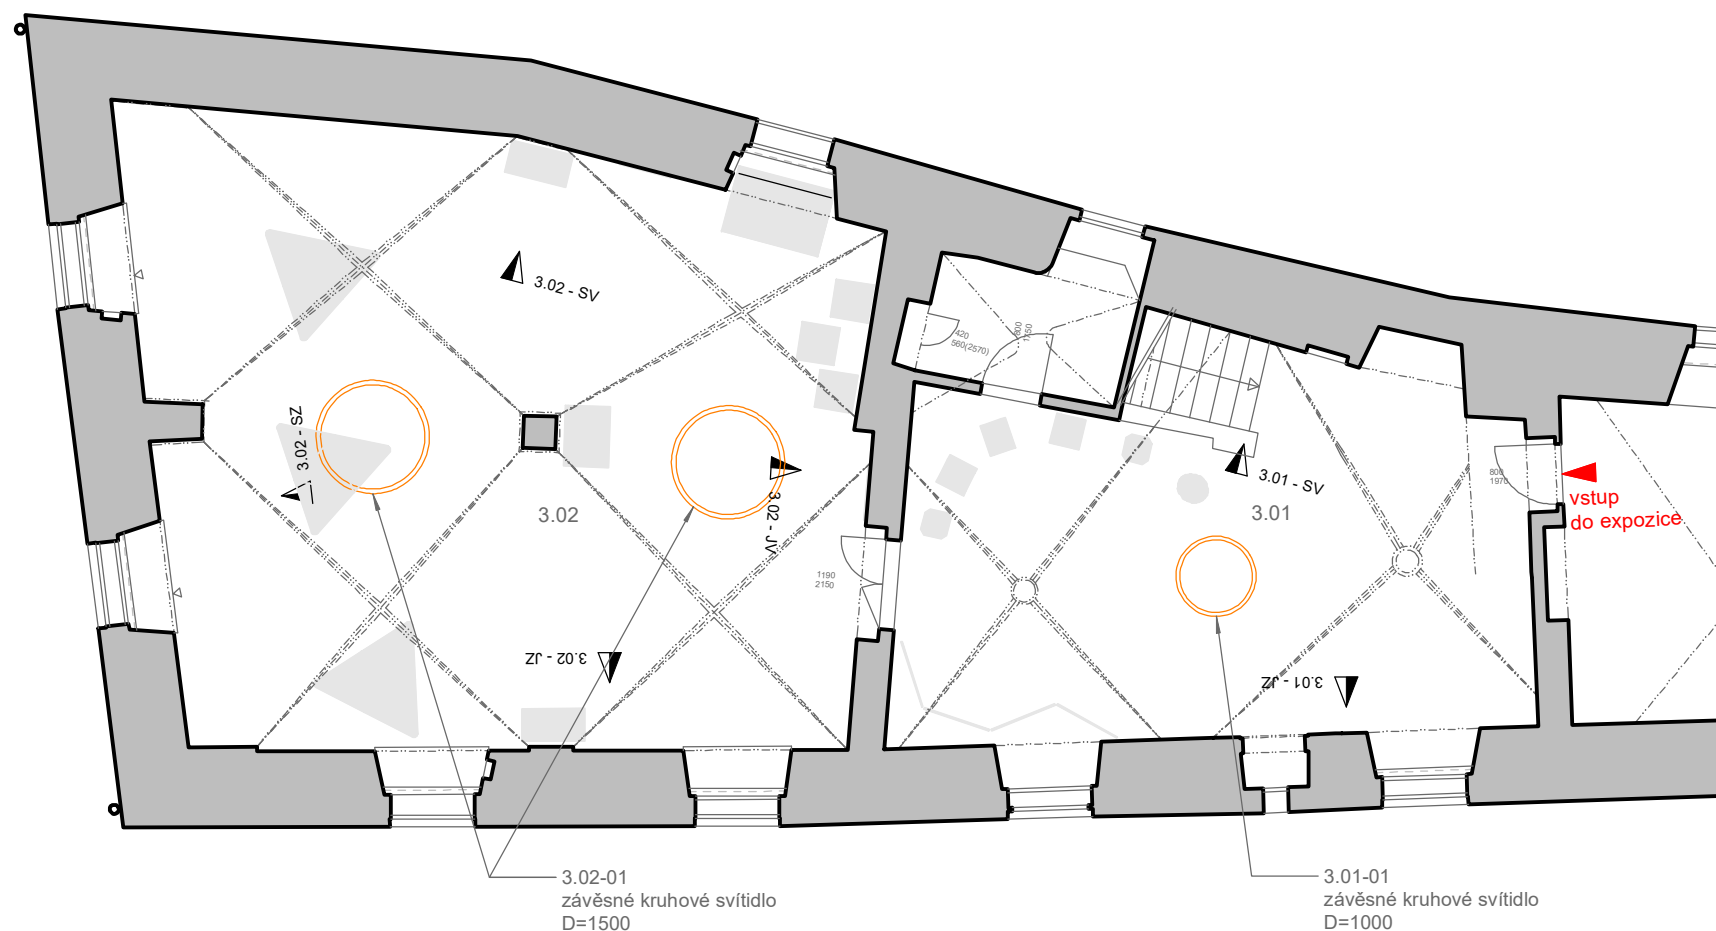 3.02 - SV
420
560(2570)
800
1750
3.02 - SZ
3.02
3.02 - JV
3.01 - SV
3.01
800
1970
vstup
do expozice
1190
2150
3.02 - JZ
3.01 - JZ
3.02-01
závěsné kruhové svítidlo
D=1500
3.01-01
závěsné kruhové svítidlo
D=1000